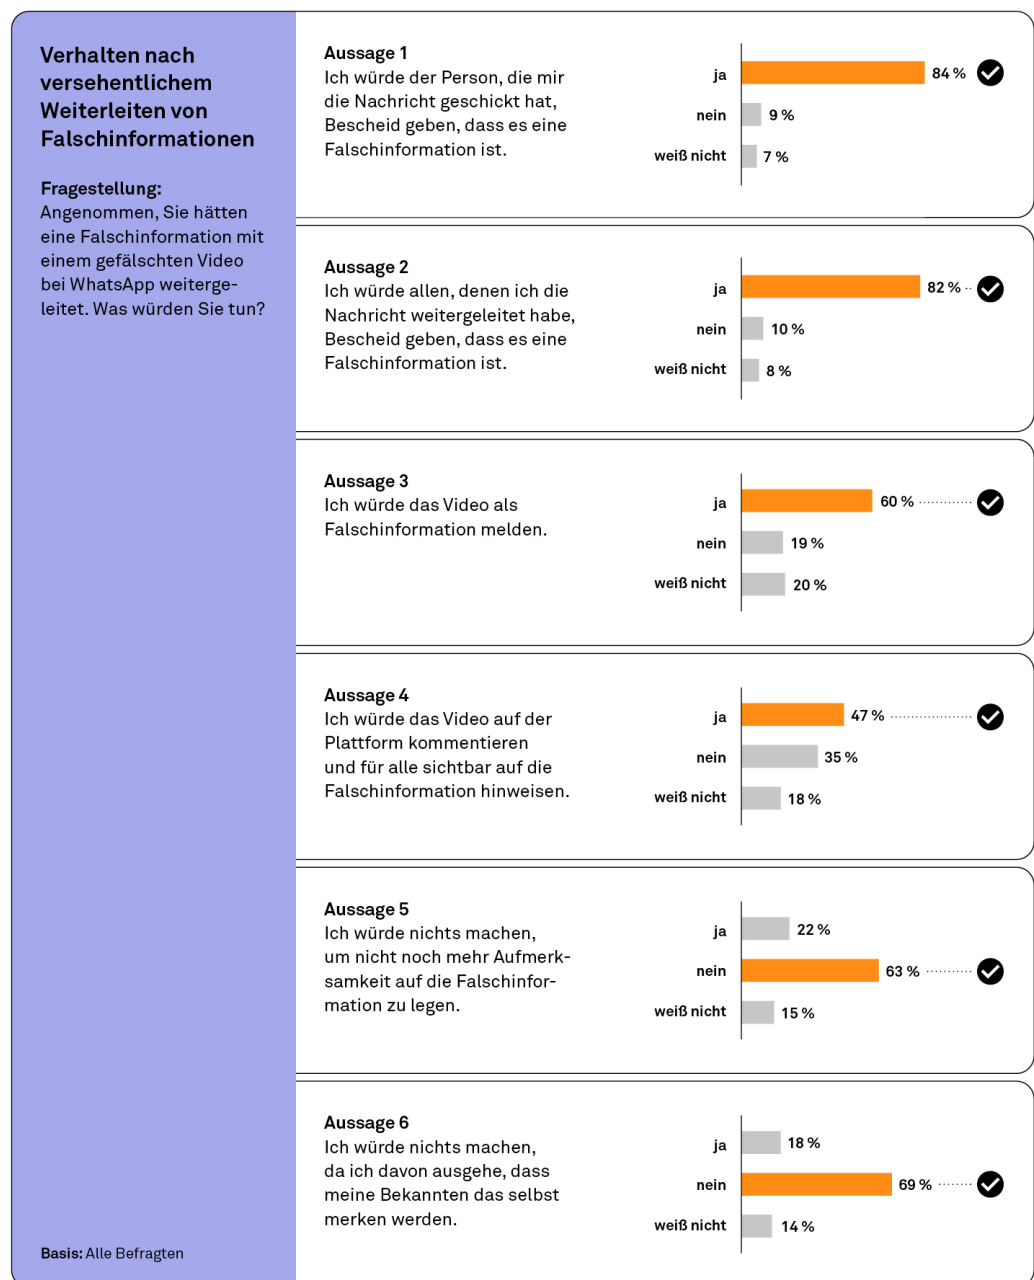 Verhalten nach
versehentlichem
Weiterleiten von
Falschinformationen
Fragestellung:
Angenommen, Sie hätten
eine Falschinformation mit
einem gefälschten Video
bei WhatsApp weiterge-
leitet. Was würden Sie tun?
Aussage 1
Ich würde der Person, die mir
die Nachricht geschickt hat,
Bescheid geben, dass es eine
Falschinformation ist.
ja 84 %
nein 9 %
weiß nicht 7 %
Aussage 2
Ich würde allen, denen ich die
Nachricht weitergeleitet habe,
Bescheid geben, dass es eine
Falschinformation ist.
ja 82 %
nein 10 %
weiß nicht 8 %
Aussage 3
Ich würde das Video als
Falschinformation melden.
ja 60 %
nein 19 %
weiß nicht 20 %
Aussage 4
Ich würde das Video auf der
Plattform kommentieren
und für alle sichtbar auf die
Falschinformation hinweisen.
ja 47 %
nein 35 %
weiß nicht 18 %
Aussage 5
Ich würde nichts machen,
um nicht noch mehr Aufmerk-
samkeit auf die Falschinfor-
mation zu legen.
ja 22 %
nein 63 %
weiß nicht 15 %
Aussage 6
Ich würde nichts machen,
da ich davon ausgehe, dass
meine Bekannten das selbst
merken werden.
ja 18 %
nein 69 %
weiß nicht 14 %
Basis: Alle Befragten